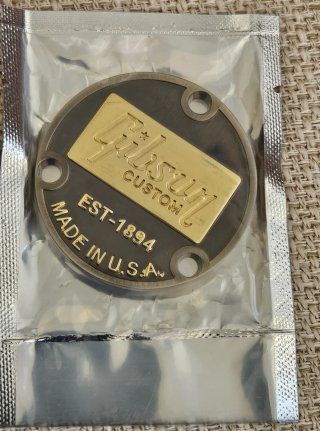 Gibson
CUSTOM
EST-1894
MADE IN U.S.A.